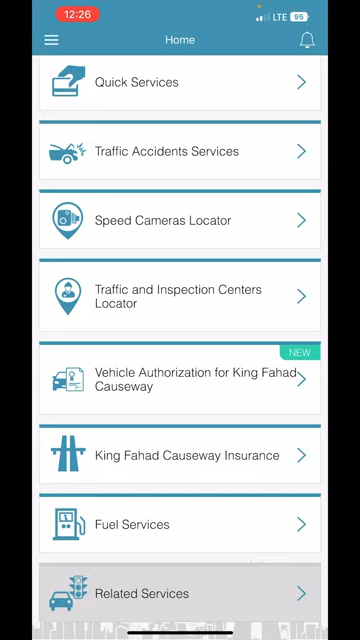 12:26
LTE 95
Home
Quick Services
Traffic Accidents Services
Speed Cameras Locator
Traffic and Inspection Centers
Locator
NEW
Vehicle Authorization for King Fahad
Causeway
King Fahad Causeway Insurance
Fuel Services
Related Services